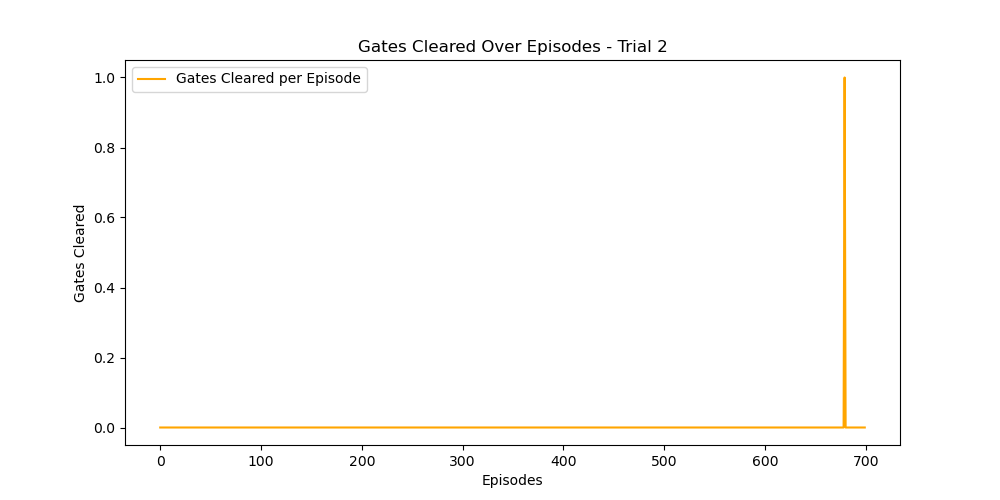 Gates Cleared Over Episodes - Trial 2
Gates Cleared per Episode
1.0
0.8
0.6
0.4
0.2
0.0
Gates Cleared
0 100 200 300 400 500 600 700
Episodes